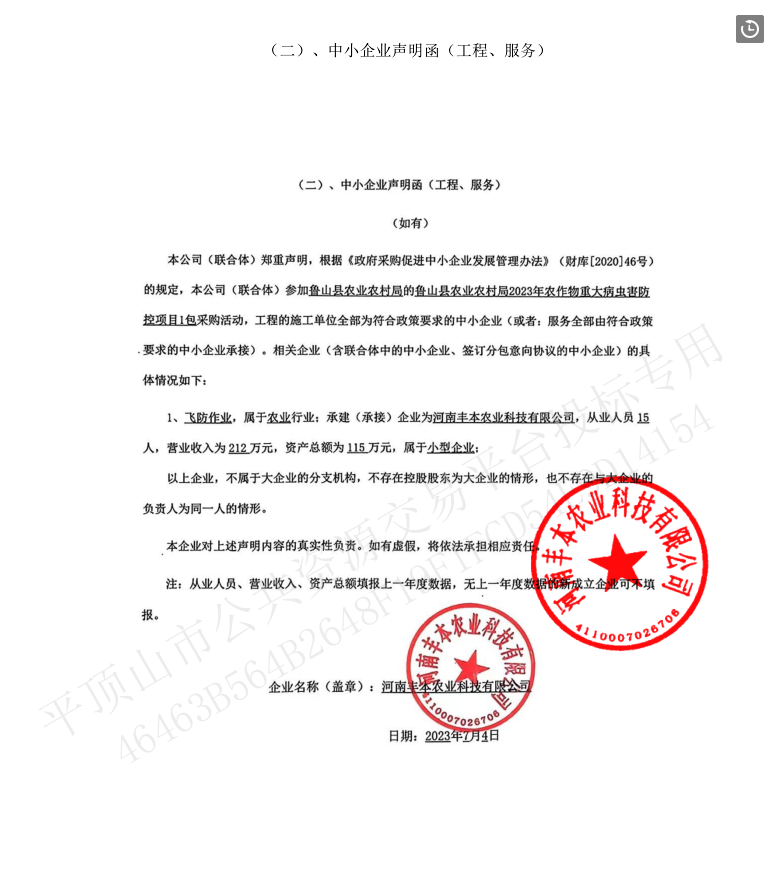 （二）、中小企业声明函（工程、服务）
（二）、中小企业声明函（工程、服务）
（如有）
本公司（联合体）郑重声明，根据《政府采购促进中小企业发展管理办法》（财库[2020]46号）
的规定，本公司（联合体）参加鲁山县农业农村局的鲁山县农业农村局2023年农作物重大病虫害防
控项目1包采购活动，工程的施工单位全部为符合政策要求的中小企业（或者：服务全部由符合政策
要求的中小企业承接）。相关企业（含联合体中的中小企业、签订分包意向协议的中小企业）的具
体情况如下：
1、飞防作业，属于农业行业；承建（承接）企业为河南丰本农业科技有限公司，从业人员 15
人，营业收入为 212 万元，资产总额为 115 万元，属于小型企业；
以上企业，不属于大企业的分支机构，不存在控股股东为大企业的情形，也不存在与大企业的
负责人为同一人的情形。
本企业对上述声明内容的真实性负责。如有虚假，将依法承担相应责任。
注：从业人员、营业收入、资产总额填报上一年度数据，无上一年度数据的新成立企业可不填
报。
企业名称（盖章）：河南丰本农业科技有限公司
日期：2023年7月4日
河南丰本农业科技有限公司
4110007026706
河南丰本农业科技有限公司
4110007026706
平顶山市公共资源交易平台投标专用